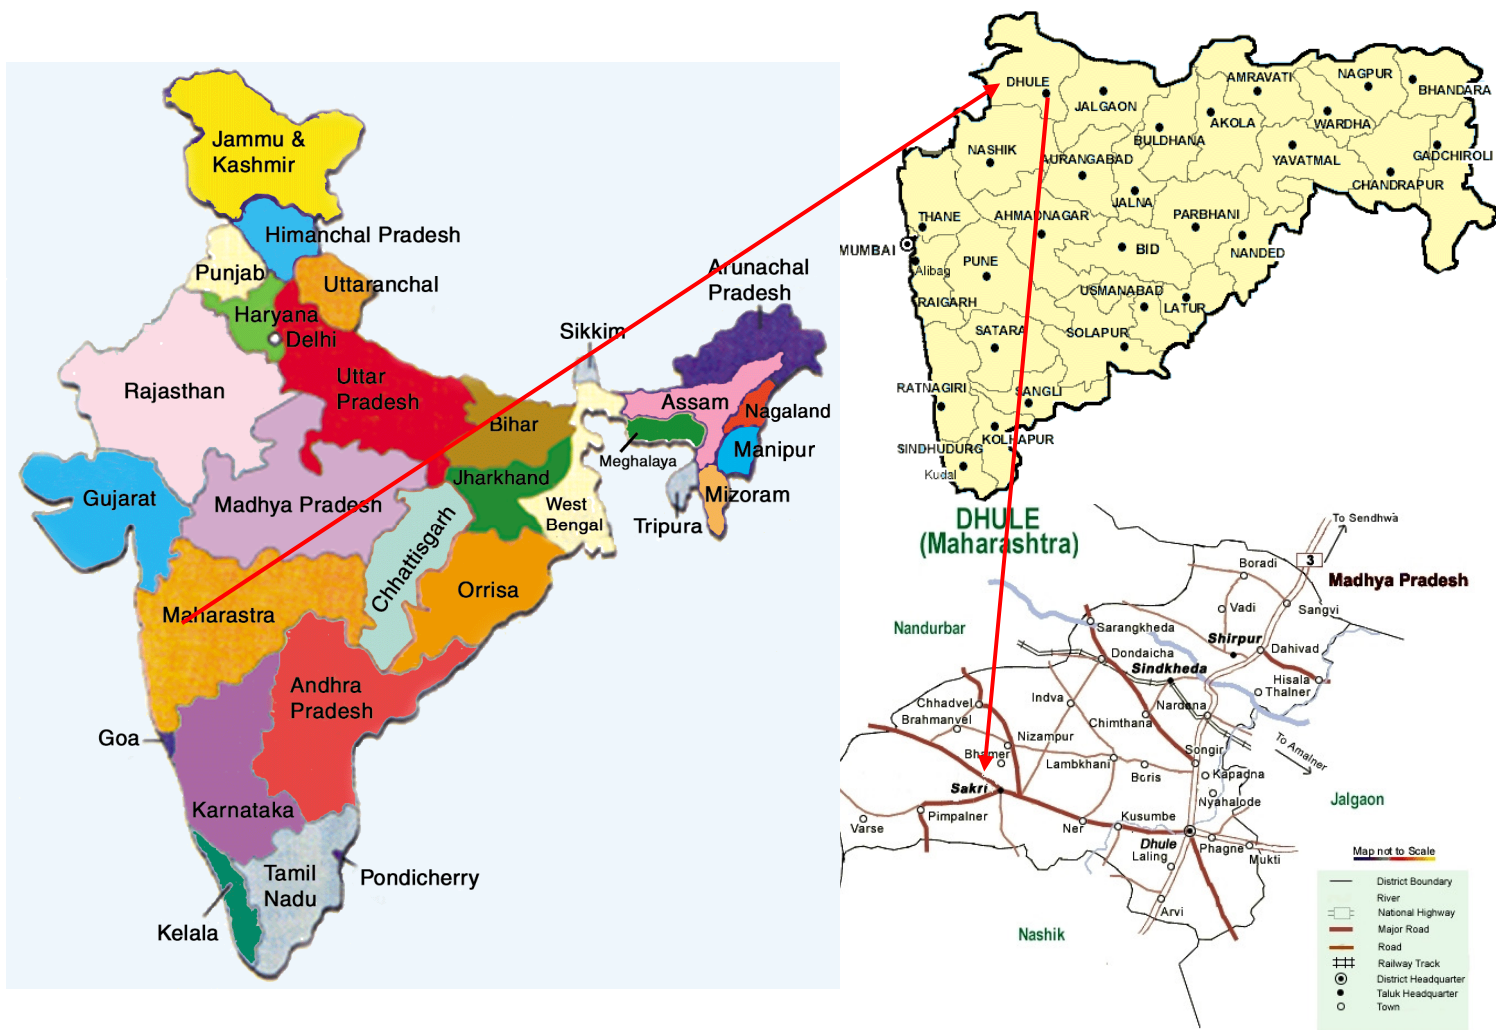 Jammu &
Kashmir
Himanchal Pradesh
Punjab
Uttaranchal
Haryana
Delhi
Arunachal
Pradesh
Sikkim
Rajasthan
Uttar
Pradesh
Bihar
Assam
Nagaland
Meghalaya
Manipur
Gujarat
Madhya Pradesh
Jharkhand
West
Bengal
Tripura
Mizoram
Chhattisgarh
Orrisa
Maharastra
Andhra
Pradesh
Goa
Karnataka
Tamil
Nadu
Pondicherry
Kelala
DHULE
JALGAON
AMRAVATI
NAGPUR
BHANDARA
AKOLA
WARDHA
BULDHANA
NASHIK
AURANGABAD
YAVATMAL
GADCHIROLI
CHANDRAPUR
JALNA
THANE
AHMADNAGAR
PARBHANI
MUMBAI
BID
NANDED
Alibag
PUNE
RAIGARH
USMANABAD
LATUR
SATARA
SOLAPUR
RATNAGIRI
SANGLI
KOLHAPUR
SINDHUDURG
Kudal
DHULE
(Maharashtra)
To Sendhwa
3
Boradi
Madhya Pradesh
Vadi
Sangvi
Nandurbar
Sarangkheda
Shirpur
Dahivad
Dondaicha
Sindkheda
Hisala
Thalner
Chhadvel
Indva
Nardana
Brahmanvel
Chimthana
Nizampur
Bhamer
Songir
To Amalner
Lambkhani
Boris
Kapadna
Sakri
Nyahalode
Jalgaon
Pimpalner
Varse
Ner
Kusumbe
Dhule
Phagne
Laling
Mukti
Arvi
Nashik
Map not to Scale
District Boundary
River
National Highway
Major Road
Road
Railway Track
District Headquarter
Taluk Headquarter
Town